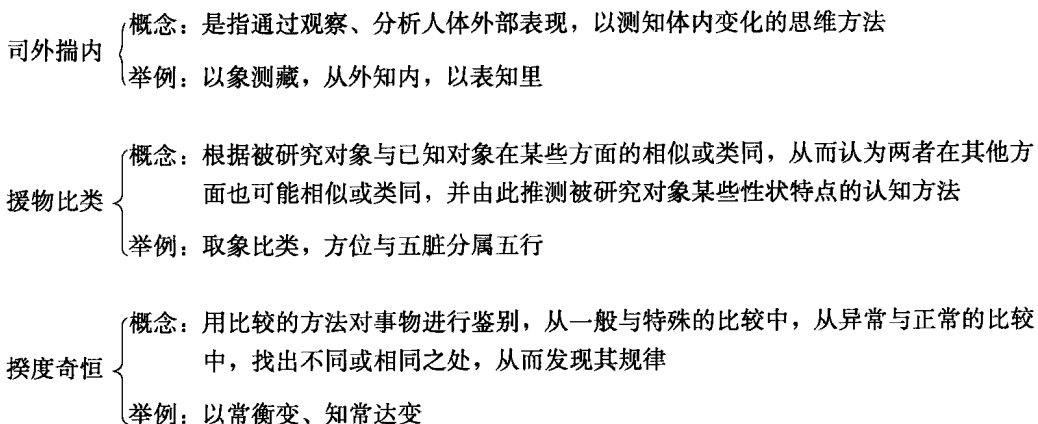 司外揣内
概念：是指通过观察、分析人体外部表现，以测知体内变化的思维方法
举例：以象测藏，从外知内，以表知里
援物比类
概念：根据被研究对象与已知对象在某些方面的相似或类同，从而认为两者在其他方
面也可能相似或类同，并由此推测被研究对象某些性状特点的认知方法
举例：取象比类，方位与五脏分属五行
揆度奇恒
概念：用比较的方法对事物进行鉴别，从一般与特殊的比较中，从异常与正常的比较
中，找出不同或相同之处，从而发现其规律
举例：以常衡变、知常达变